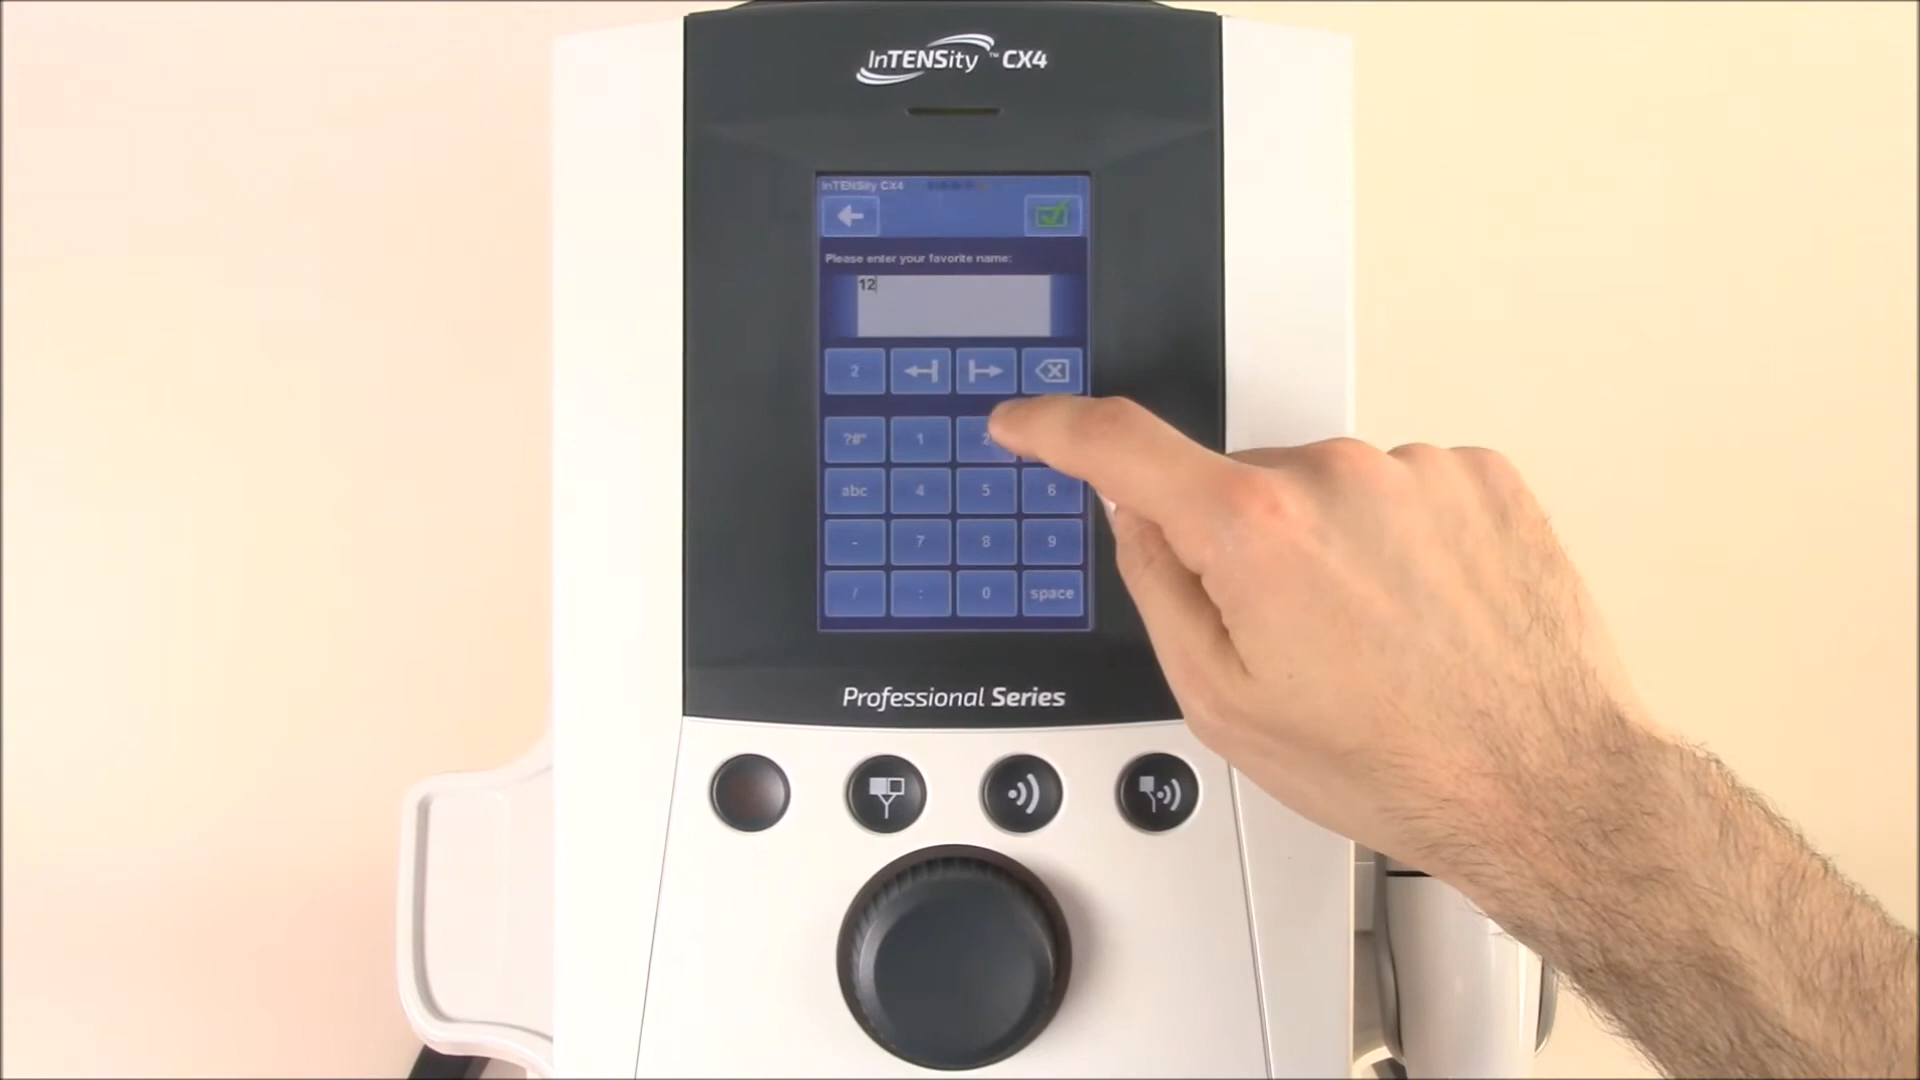 InTENSity™ CX4
InTENSity CX4
Please enter your favorite name:
12
2
?#" 1 2
abc 4 5 6
- 7 8 9
/ : 0 space
Professional Series